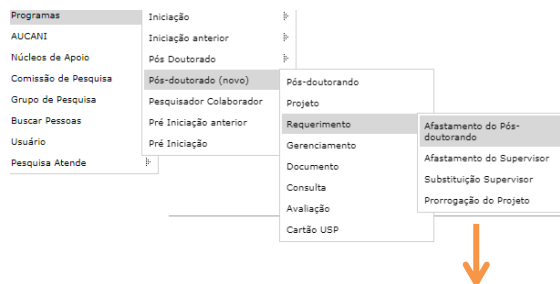 Programas
AUCANI
Núcleos de Apoio
Comissão de Pesquisa
Grupo de Pesquisa
Buscar Pessoas
Usuário
Pesquisa Atende
Iniciação
Iniciação anterior
Pós Doutorado
Pós-doutorado (novo)
Pesquisador Colaborador
Pré Iniciação anterior
Pré Iniciação
Pós-doutorando
Projeto
Requerimento
Gerenciamento
Documento
Consulta
Avaliação
Cartão USP
Afastamento do Pós-
doutorando
Afastamento do Supervisor
Substituição Supervisor
Prorrogação do Projeto